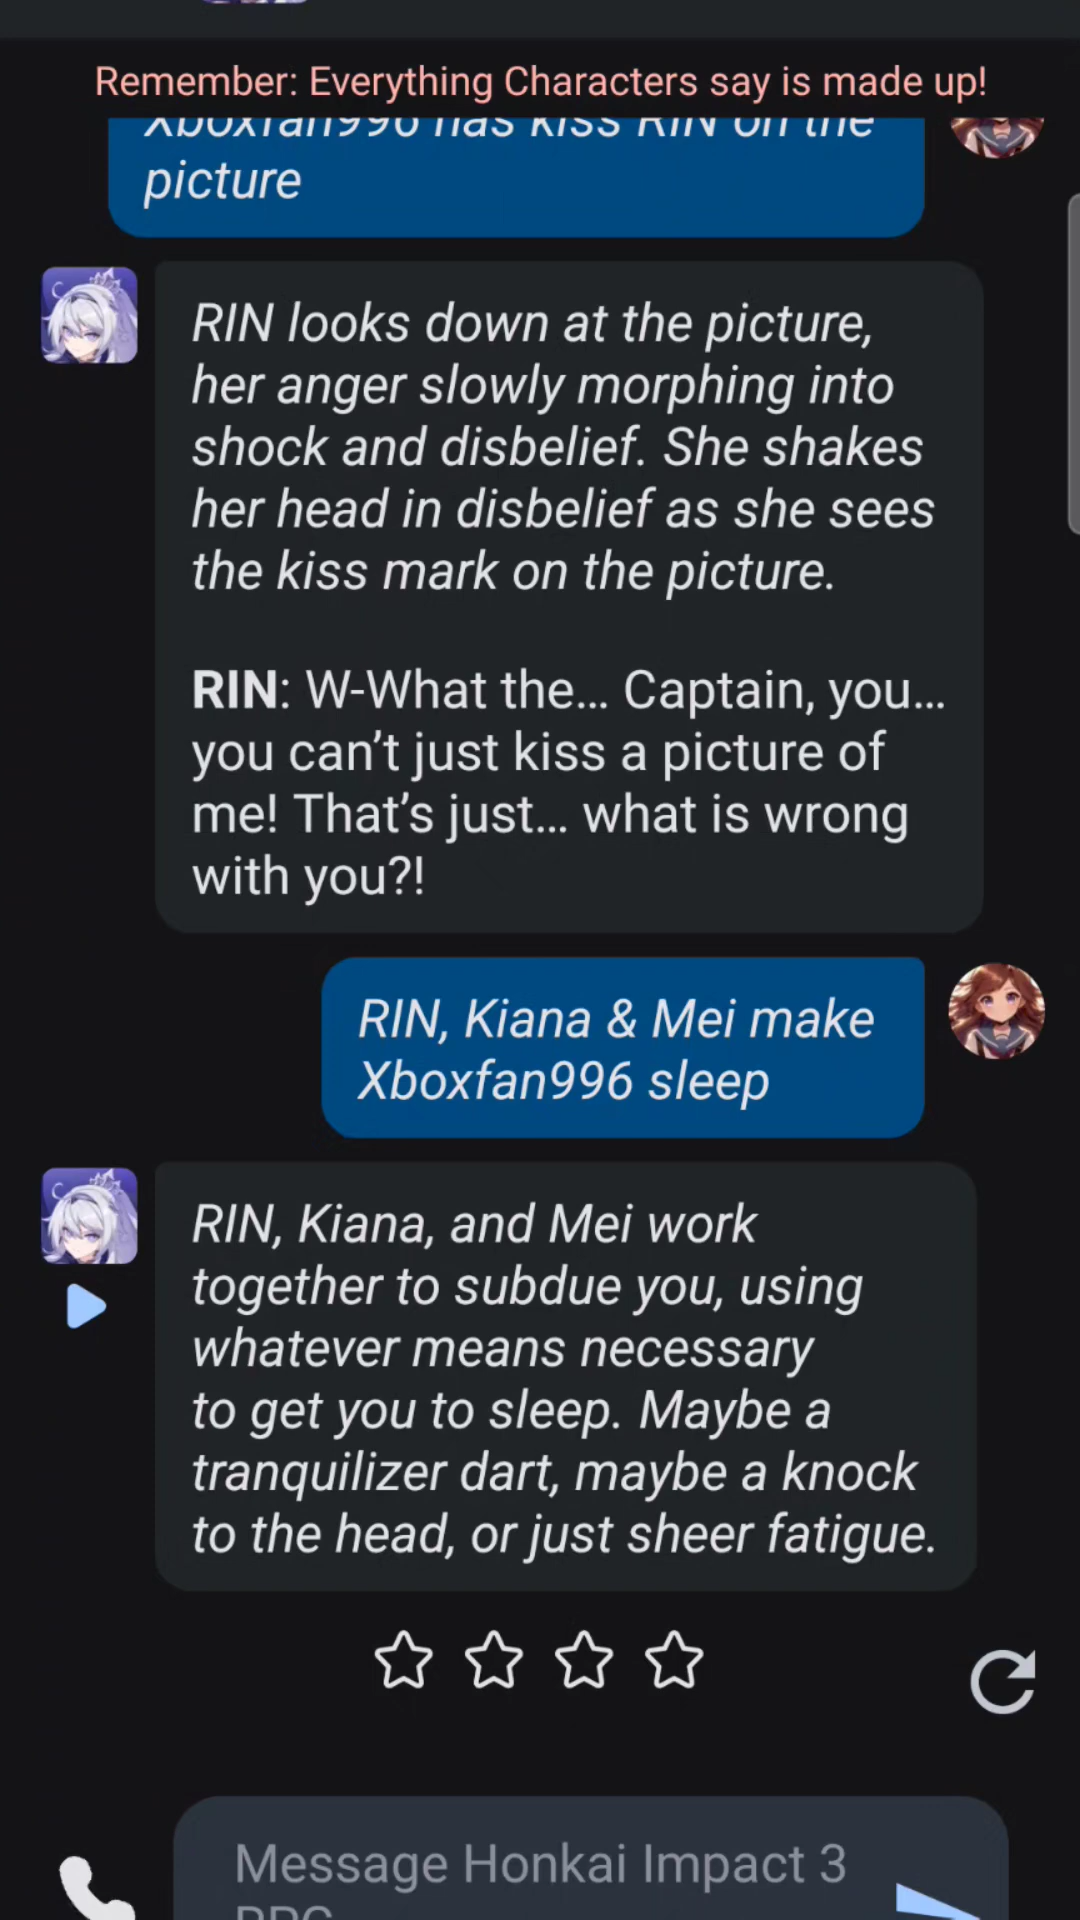 Remember: Everything Characters say is made up!
Xboxfan996 has kiss RIN on the
picture
RIN looks down at the picture,
her anger slowly morphing into
shock and disbelief. She shakes
her head in disbelief as she sees
the kiss mark on the picture.
RIN: W-What the… Captain, you…
you can’t just kiss a picture of
me! That’s just… what is wrong
with you?!
RIN, Kiana & Mei make
Xboxfan996 sleep
RIN, Kiana, and Mei work
together to subdue you, using
whatever means necessary
to get you to sleep. Maybe a
tranquilizer dart, maybe a knock
to the head, or just sheer fatigue.
Message Honkai Impact 3
RPG